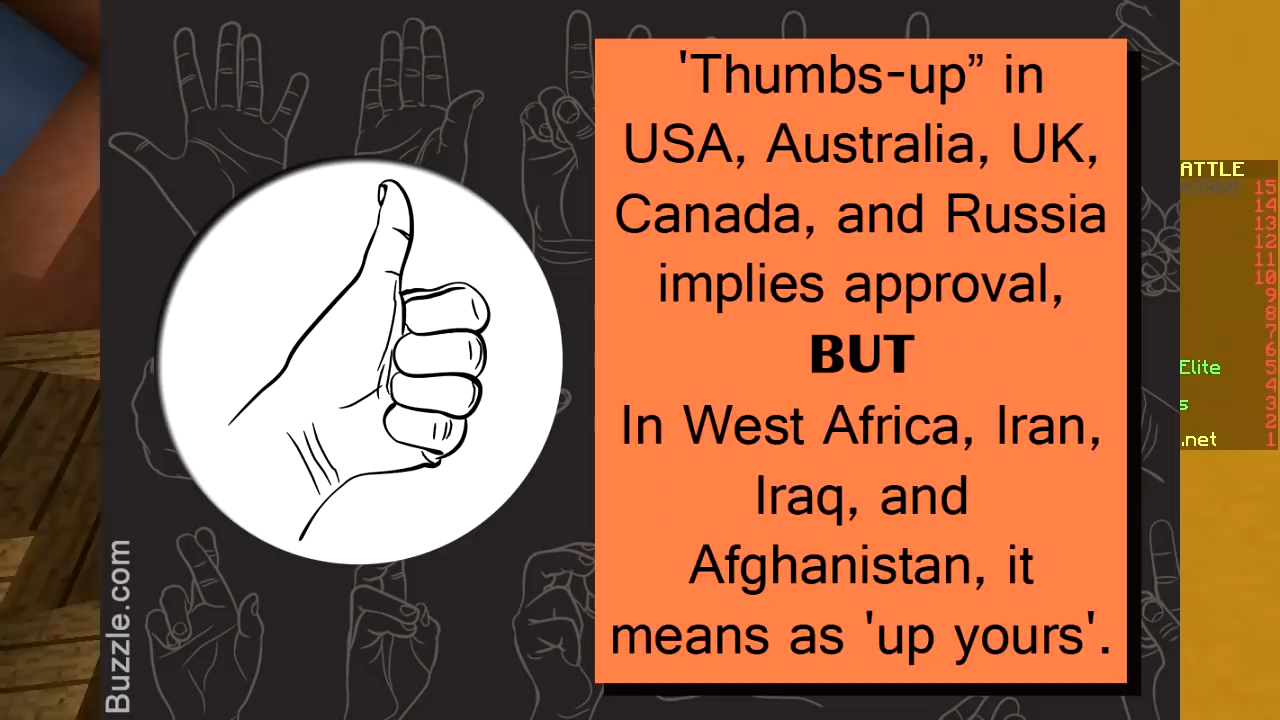 'Thumbs-up” in
USA, Australia, UK,
Canada, and Russia
implies approval,
BUT
In West Africa, Iran,
Iraq, and
Afghanistan, it
means as 'up yours'.
Buzzle.com
ATTLE
15
14
13
12
11
10
9
8
7
6
Elite 5
4
s 3
2
.net 1